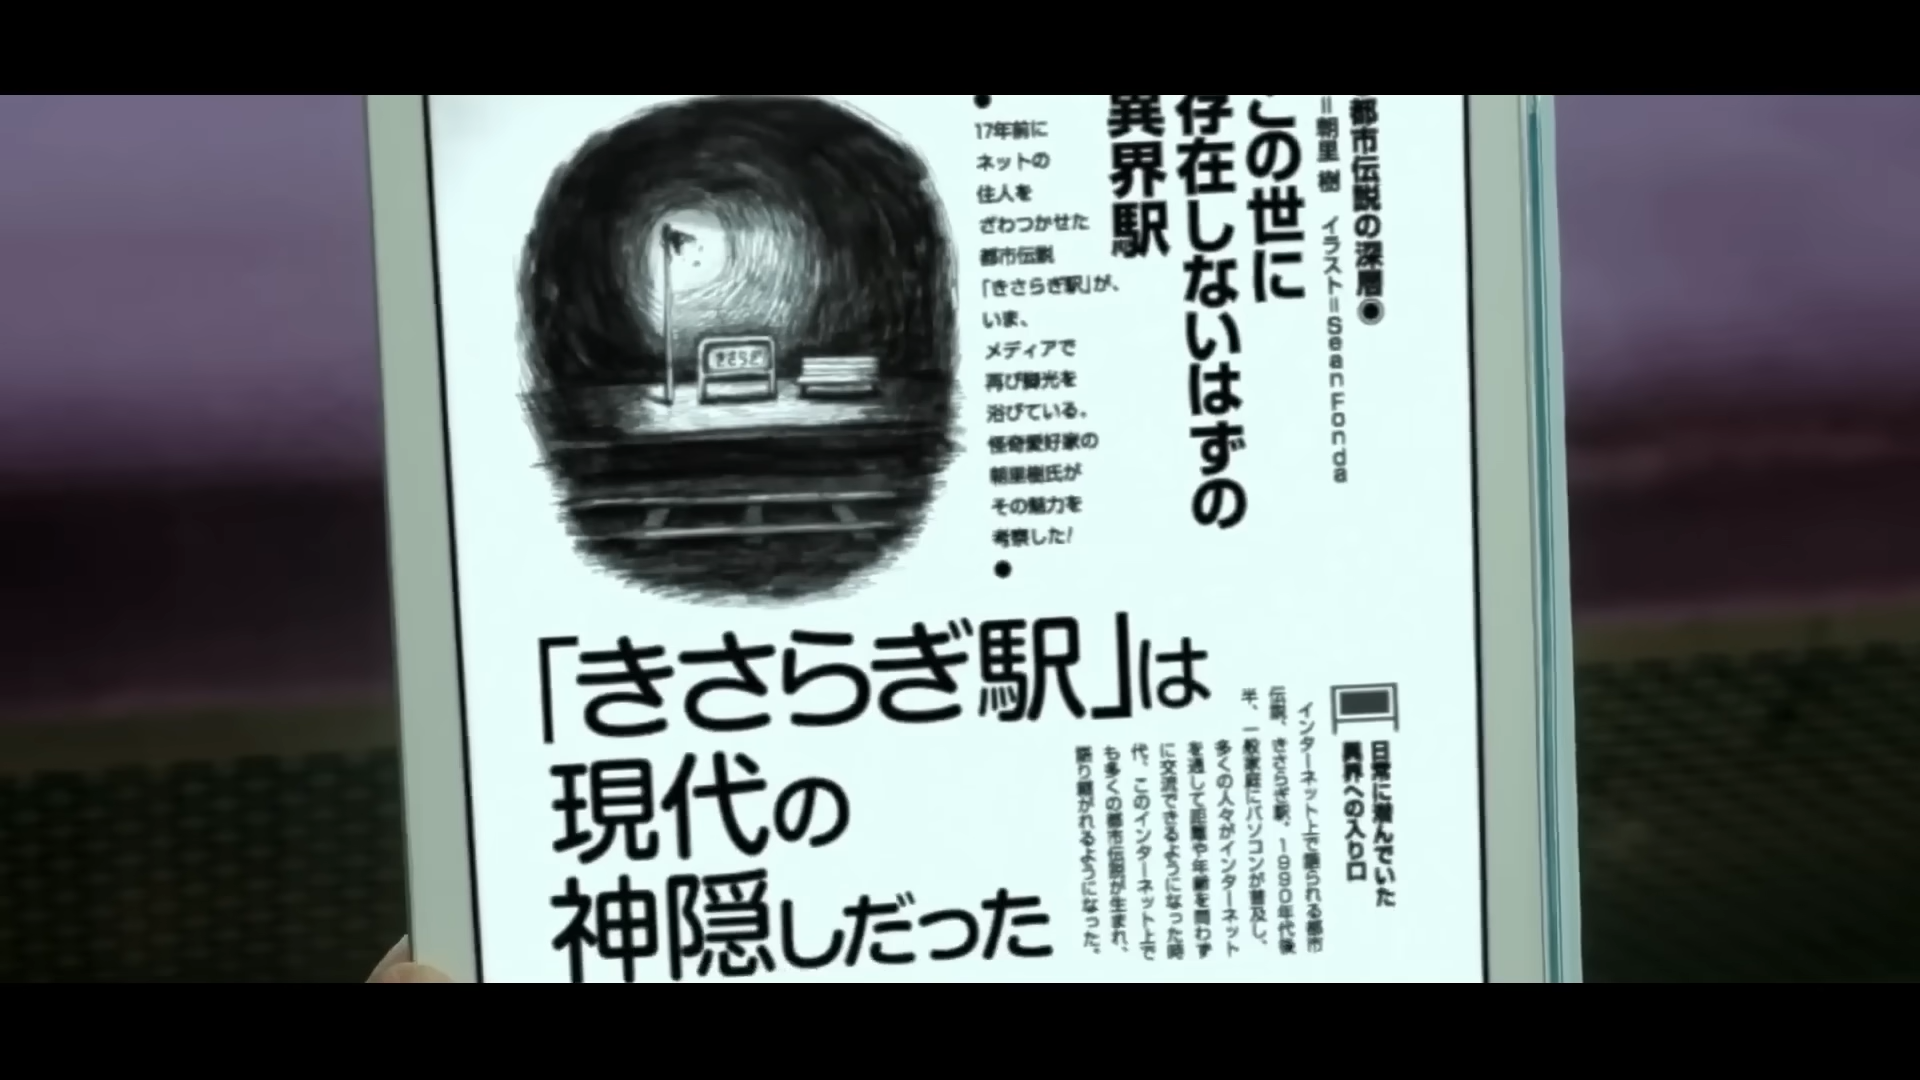 都市伝説の深層◉
=朝里 樹 イラスト=Sean Fonda
この世に
存在しないはずの
異界駅
●
17年前に
ネットの
住人を
ざわつかせた
都市伝説
「きさらぎ駅」が、
いま、
メディアで
再び脚光を
浴びている。
怪奇愛好家の
朝里樹氏が
その魅力を
考察した!
●
きさらぎ
「きさらぎ駅」は
現代の
神隠しだった
日常に潜んでいた
異界への入り口
インターネット上で語られる都市
伝説、きさらぎ駅。1990年代後
半、一般家庭にパソコンが普及し、
多くの人々がインターネット
を通して距離や年齢を問わず
に交流できるようになった時
代。このインターネット上で
も多くの都市伝説が生まれ、
語り継がれるようになった。